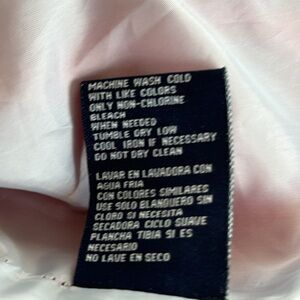 MACHINE WASH COLD
WITH LIKE COLORS
ONLY NON-CHLORINE
BLEACH
WHEN NEEDED
TUMBLE DRY LOW
COOL IRON IF NECESSARY
DO NOT DRY CLEAN
LAVAR EN LAVADORA CON
AGUA FRIA
CON COLORES SIMILARES
USE SOLO BLANQUERO SIN
CLORO SI NECESITA
SECADORA CICLO SUAVE
PLANCHA TIBIA SI ES
NECESARIO
NO LAVE EN SECO